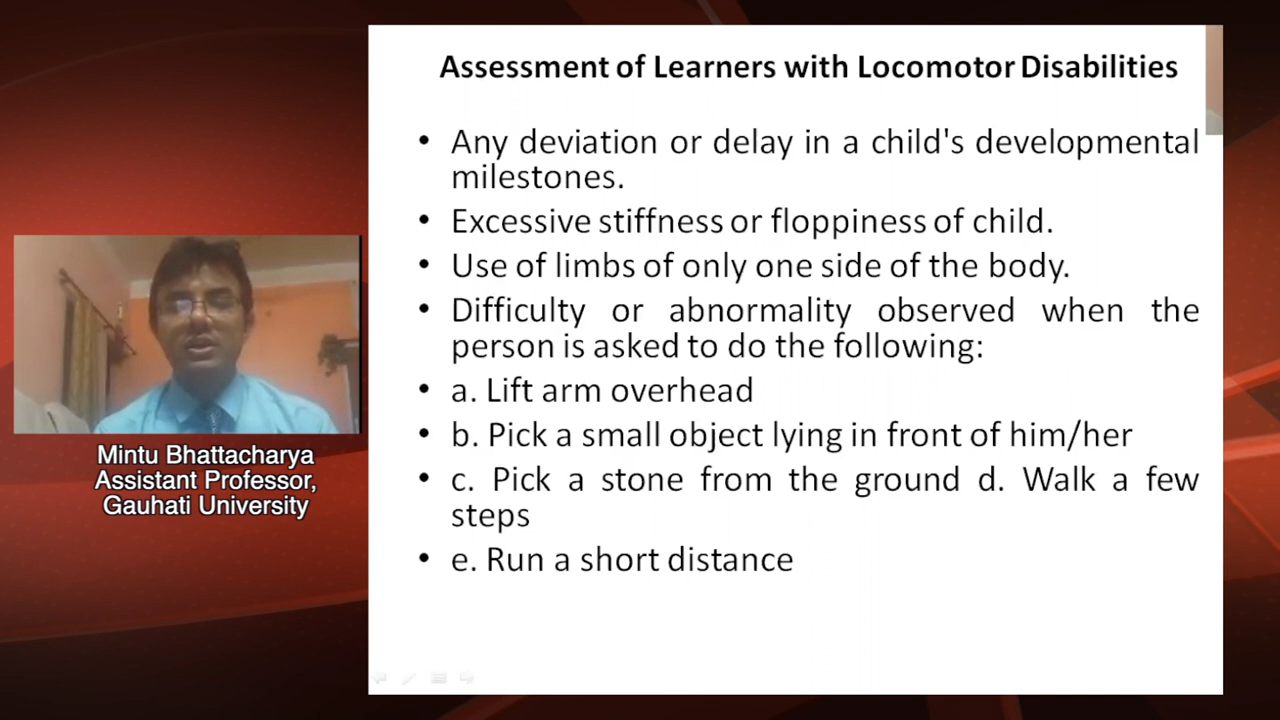 Assessment of Learners with Locomotor Disabilities
• Any deviation or delay in a child's developmental
milestones.
• Excessive stiffness or floppiness of child.
• Use of limbs of only one side of the body.
• Difficulty or abnormality observed when the
person is asked to do the following:
• a. Lift arm overhead
• b. Pick a small object lying in front of him/her
• c. Pick a stone from the ground d. Walk a few
steps
• e. Run a short distance
Mintu Bhattacharya
Assistant Professor,
Gauhati University